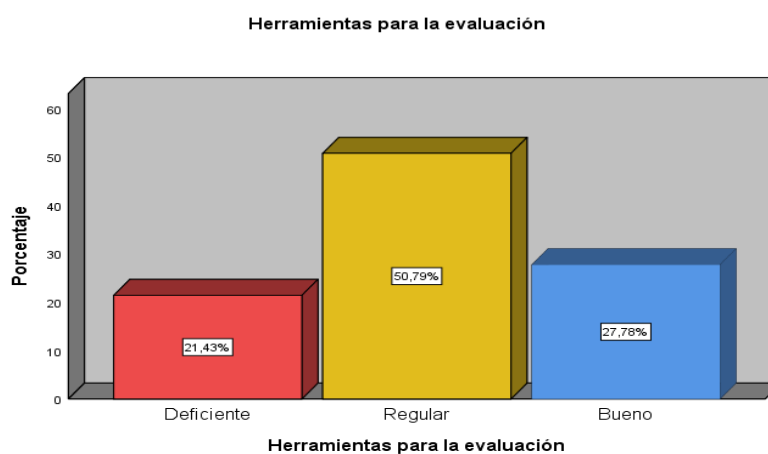 Herramientas para la evaluación
60
50
40
30
20
10
0
Porcentaje
21,43%
50,79%
27,78%
Deficiente
Regular
Bueno
Herramientas para la evaluación